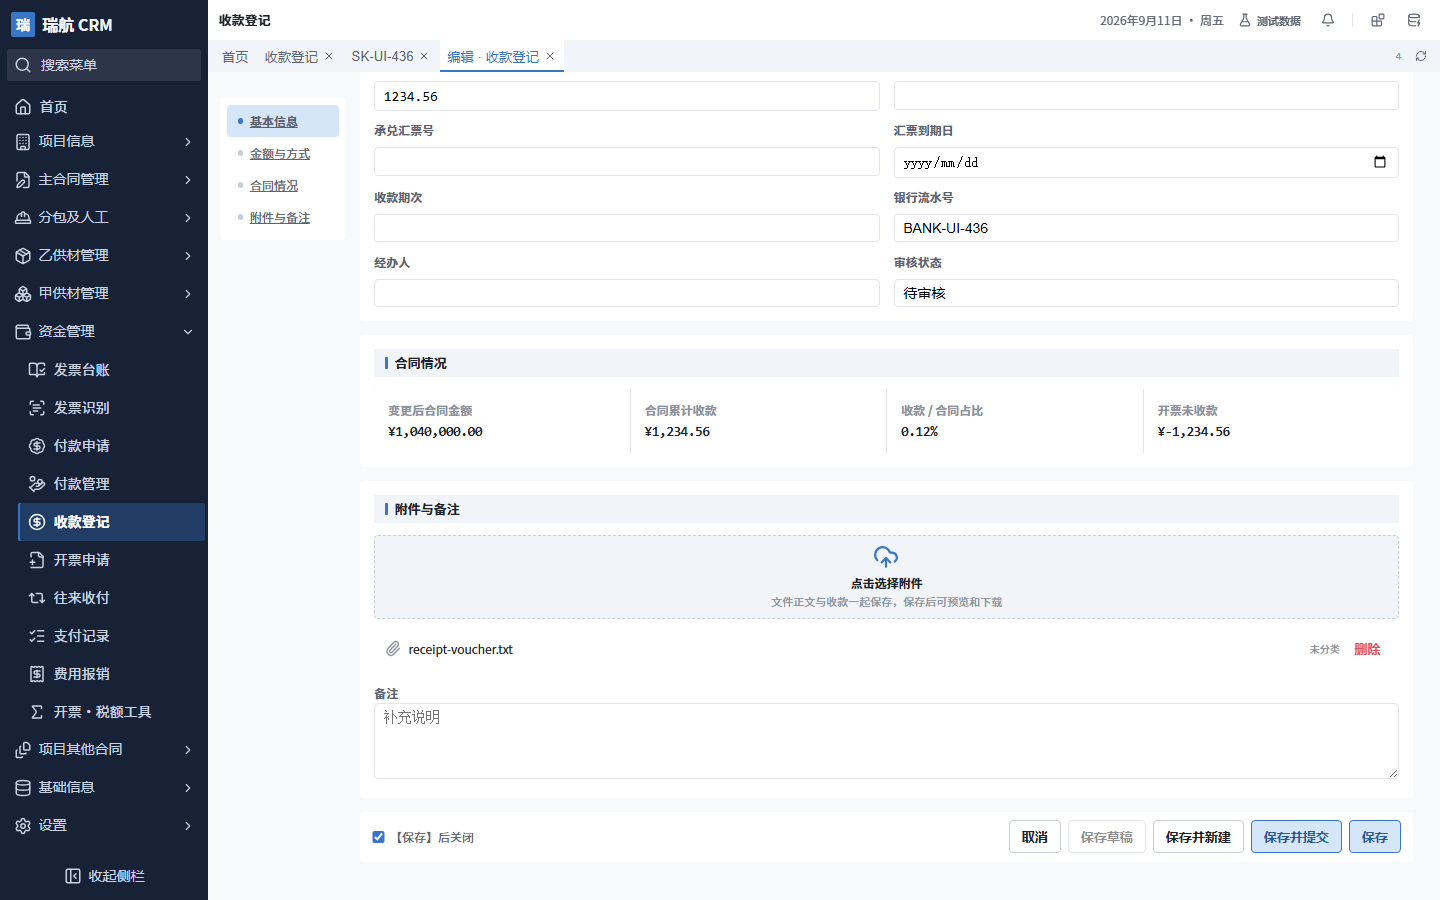 瑞 瑞航 CRM
搜索菜单
首页
项目信息
主合同管理
分包及人工
乙供材管理
甲供材管理
资金管理
发票台账
发票识别
付款申请
付款管理
收款登记
开票申请
往来收付
支付记录
费用报销
开票・税额工具
项目其他合同
基础信息
设置
收起侧栏
收款登记
2026年9月11日 • 周五 测试数据
首页 收款登记 × SK-UI-436 × 编辑 · 收款登记 ×
4
基本信息
金额与方式
合同情况
附件与备注
1234.56
承兑汇票号 汇票到期日
yyyy/mm/dd
收款期次 银行流水号
BANK-UI-436
经办人 审核状态
待审核
合同情况
变更后合同金额 合同累计收款 收款 / 合同占比 开票未收款
¥1,040,000.00 ¥1,234.56 0.12% ¥-1,234.56
附件与备注
点击选择附件
文件正文与收款一起保存，保存后可预览和下载
receipt-voucher.txt 未分类 删除
备注
补充说明
【保存】后关闭 取消 保存草稿 保存并新建 保存并提交 保存